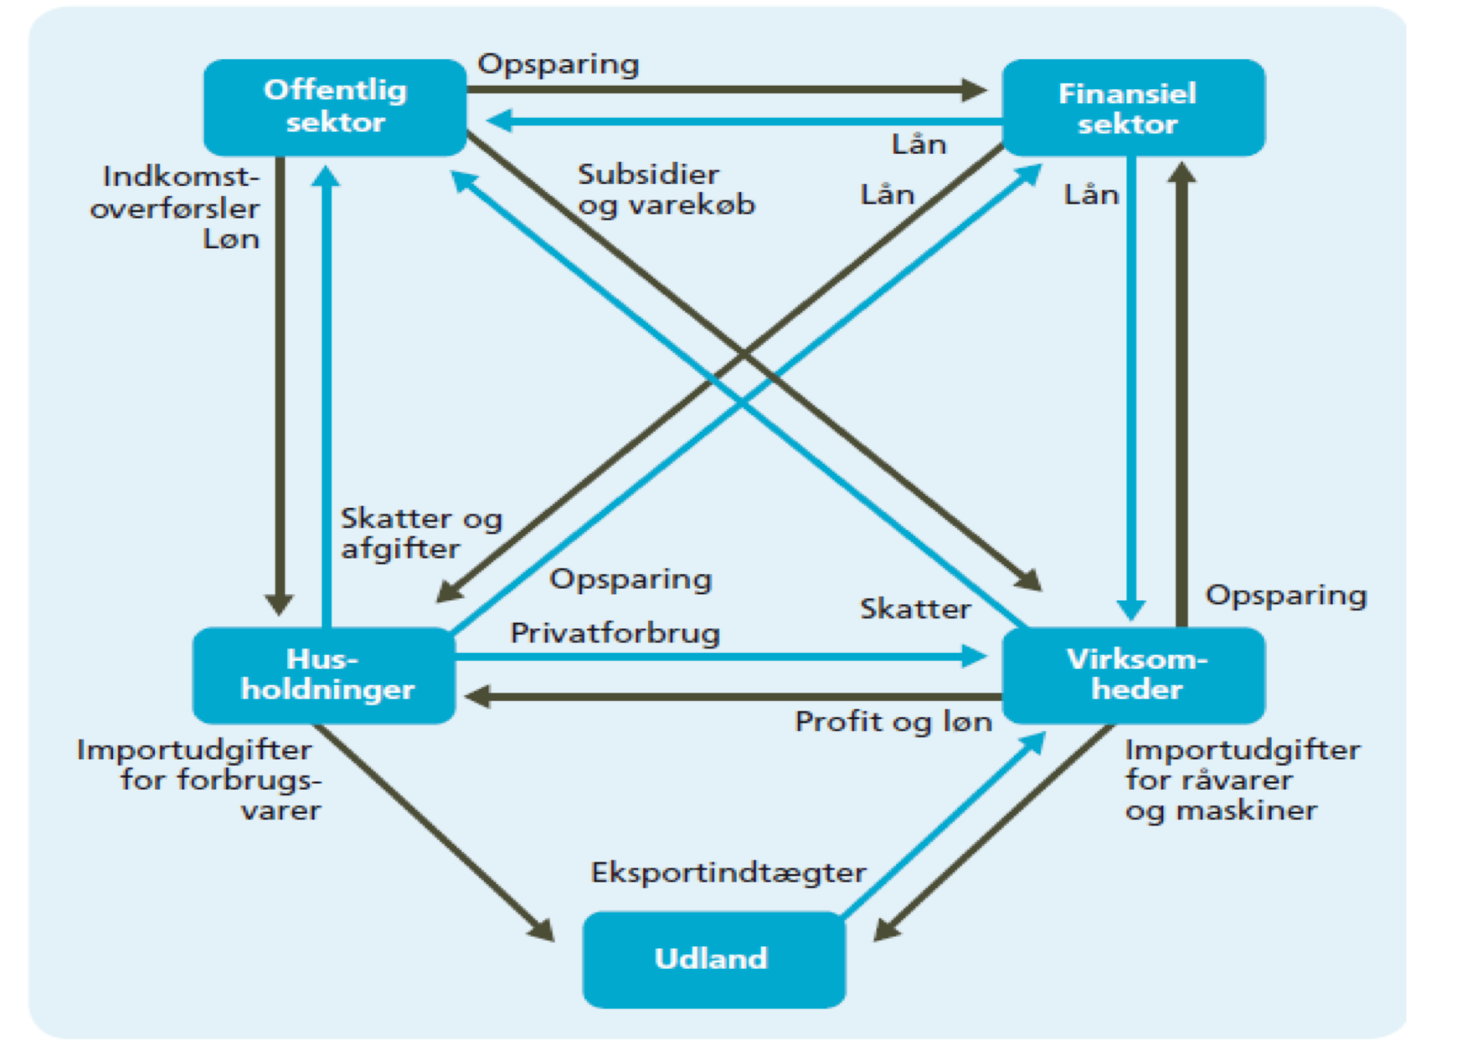 Opsparing
Offentlig
sektor
Finansiel
sektor
Lån
Indkomst-
overførsler
Løn
Subsidier
og varekøb
Lån
Lån
Skatter og
afgifter
Opsparing
Skatter
Opsparing
Privatforbrug
Hus-
holdninger
Virksom-
heder
Profit og løn
Importudgifter
for forbrugs-
varer
Importudgifter
for råvarer
og maskiner
Eksportindtægter
Udland